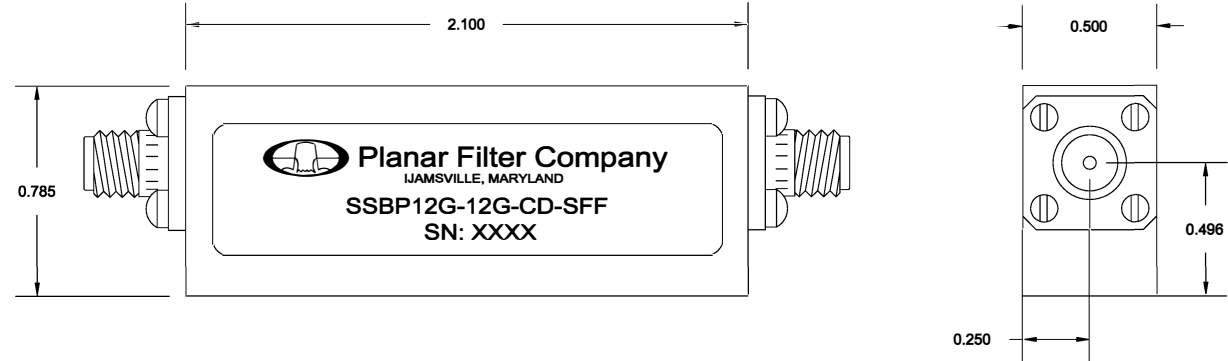 2.100
0.500
0.785
Planar Filter Company
IJAMSVILLE, MARYLAND
SSBP12G-12G-CD-SFF
SN: XXXX
0.496
0.250